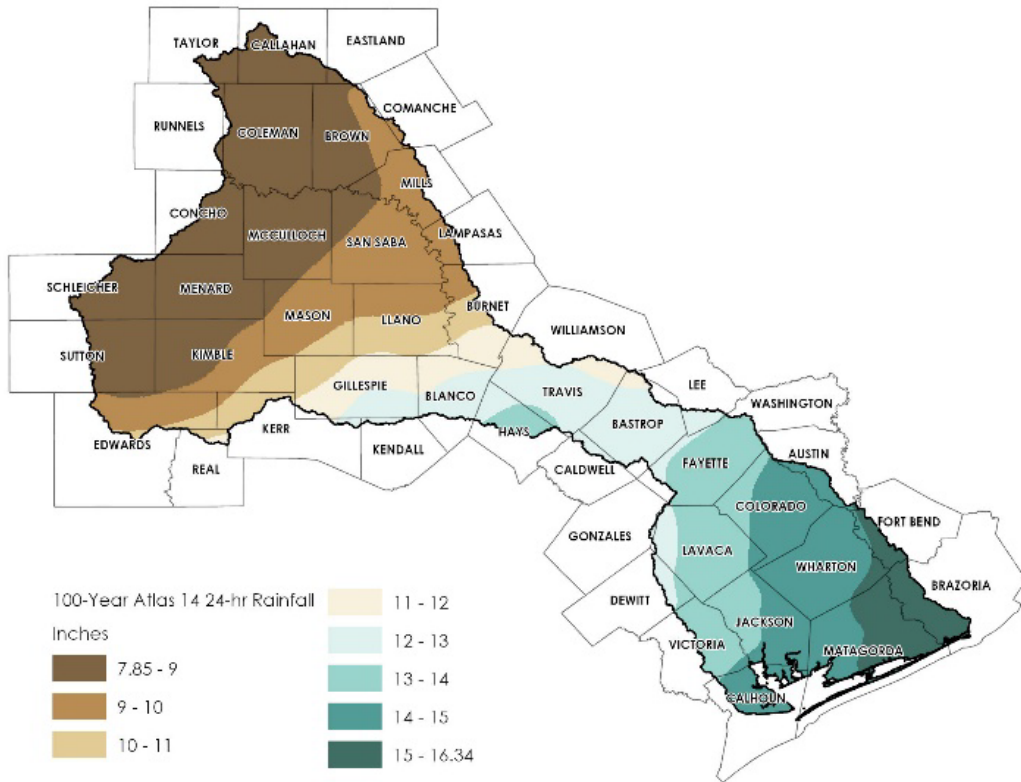 TAYLOR
CALLAHAN
EASTLAND
COMANCHE
RUNNELS
COLEMAN
BROWN
MILLS
CONCHO
MCCULLOCH
SAN SABA
LAMPASAS
SCHLEICHER
MENARD
MASON
LLANO
BURNET
WILLIAMSON
SUTTON
KIMBLE
GILLESPIE
BLANCO
TRAVIS
LEE
WASHINGTON
EDWARDS
KERR
HAYS
BASTROP
REAL
KENDALL
CALDWELL
FAYETTE
AUSTIN
COLORADO
FORT BEND
GONZALES
LAVACA
WHARTON
BRAZORIA
DEWITT
JACKSON
VICTORIA
MATAGORDA
CALHOUN
100-Year Atlas 14 24-hr Rainfall
Inches
7.85 - 9
9 - 10
10 - 11
11 - 12
12 - 13
13 - 14
14 - 15
15 - 16.34